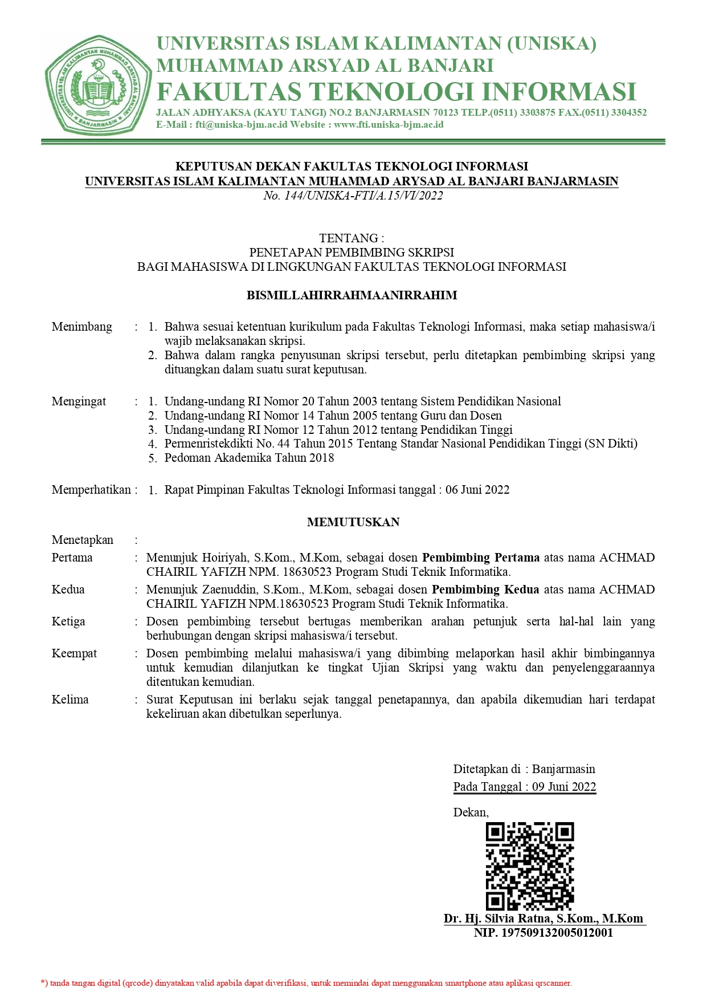 UNIVERSITAS ISLAM KALIMANTAN MUHAMMAD ARSYAD AL BANJARI
* BANJARMASIN *
UNIVERSITAS ISLAM KALIMANTAN (UNISKA)
MUHAMMAD ARSYAD AL BANJARI
FAKULTAS TEKNOLOGI INFORMASI
JALAN ADHYAKSA (KAYU TANGI) NO.2 BANJARMASIN 70123 TELP.(0511) 3303875 FAX.(0511) 3304352
E-Mail : fti@uniska-bjm.ac.id Website : www.fti.uniska-bjm.ac.id
KEPUTUSAN DEKAN FAKULTAS TEKNOLOGI INFORMASI
UNIVERSITAS ISLAM KALIMANTAN MUHAMMAD ARYSAD AL BANJARI BANJARMASIN
No. 144/UNISKA-FTI/A.15/VI/2022
TENTANG :
PENETAPAN PEMBIMBING SKRIPSI
BAGI MAHASISWA DI LINGKUNGAN FAKULTAS TEKNOLOGI INFORMASI
BISMILLAHIRRAHMAANIRRAHIM
Menimbang : 1. Bahwa sesuai ketentuan kurikulum pada Fakultas Teknologi Informasi, maka setiap mahasiswa/i
wajib melaksanakan skripsi.
2. Bahwa dalam rangka penyusunan skripsi tersebut, perlu ditetapkan pembimbing skripsi yang
dituangkan dalam suatu surat keputusan.
Mengingat : 1. Undang-undang RI Nomor 20 Tahun 2003 tentang Sistem Pendidikan Nasional
2. Undang-undang RI Nomor 14 Tahun 2005 tentang Guru dan Dosen
3. Undang-undang RI Nomor 12 Tahun 2012 tentang Pendidikan Tinggi
4. Permenristekdikti No. 44 Tahun 2015 Tentang Standar Nasional Pendidikan Tinggi (SN Dikti)
5. Pedoman Akademika Tahun 2018
Memperhatikan : 1. Rapat Pimpinan Fakultas Teknologi Informasi tanggal : 06 Juni 2022
MEMUTUSKAN
Menetapkan :
Pertama : Menunjuk Hoiriyah, S.Kom., M.Kom, sebagai dosen Pembimbing Pertama atas nama ACHMAD
CHAIRIL YAFIZH NPM. 18630523 Program Studi Teknik Informatika.
Kedua : Menunjuk Zaenuddin, S.Kom., M.Kom, sebagai dosen Pembimbing Kedua atas nama ACHMAD
CHAIRIL YAFIZH NPM.18630523 Program Studi Teknik Informatika.
Ketiga : Dosen pembimbing tersebut bertugas memberikan arahan petunjuk serta hal-hal lain yang
berhubungan dengan skripsi mahasiswa/i tersebut.
Keempat : Dosen pembimbing melalui mahasiswa/i yang dibimbing melaporkan hasil akhir bimbingannya
untuk kemudian dilanjutkan ke tingkat Ujian Skripsi yang waktu dan penyelenggaraannya
ditentukan kemudian.
Kelima : Surat Keputusan ini berlaku sejak tanggal penetapannya, dan apabila dikemudian hari terdapat
kekeliruan akan dibetulkan seperlunya.
Ditetapkan di : Banjarmasin
Pada Tanggal : 09 Juni 2022
Dekan,
Dr. Hj. Silvia Ratna, S.Kom., M.Kom
NIP. 197509132005012001
*) tanda tangan digital (qrcode) dinyatakan valid apabila dapat diverifikasi, untuk memindai dapat menggunakan smartphone atau aplikasi qrscanner.